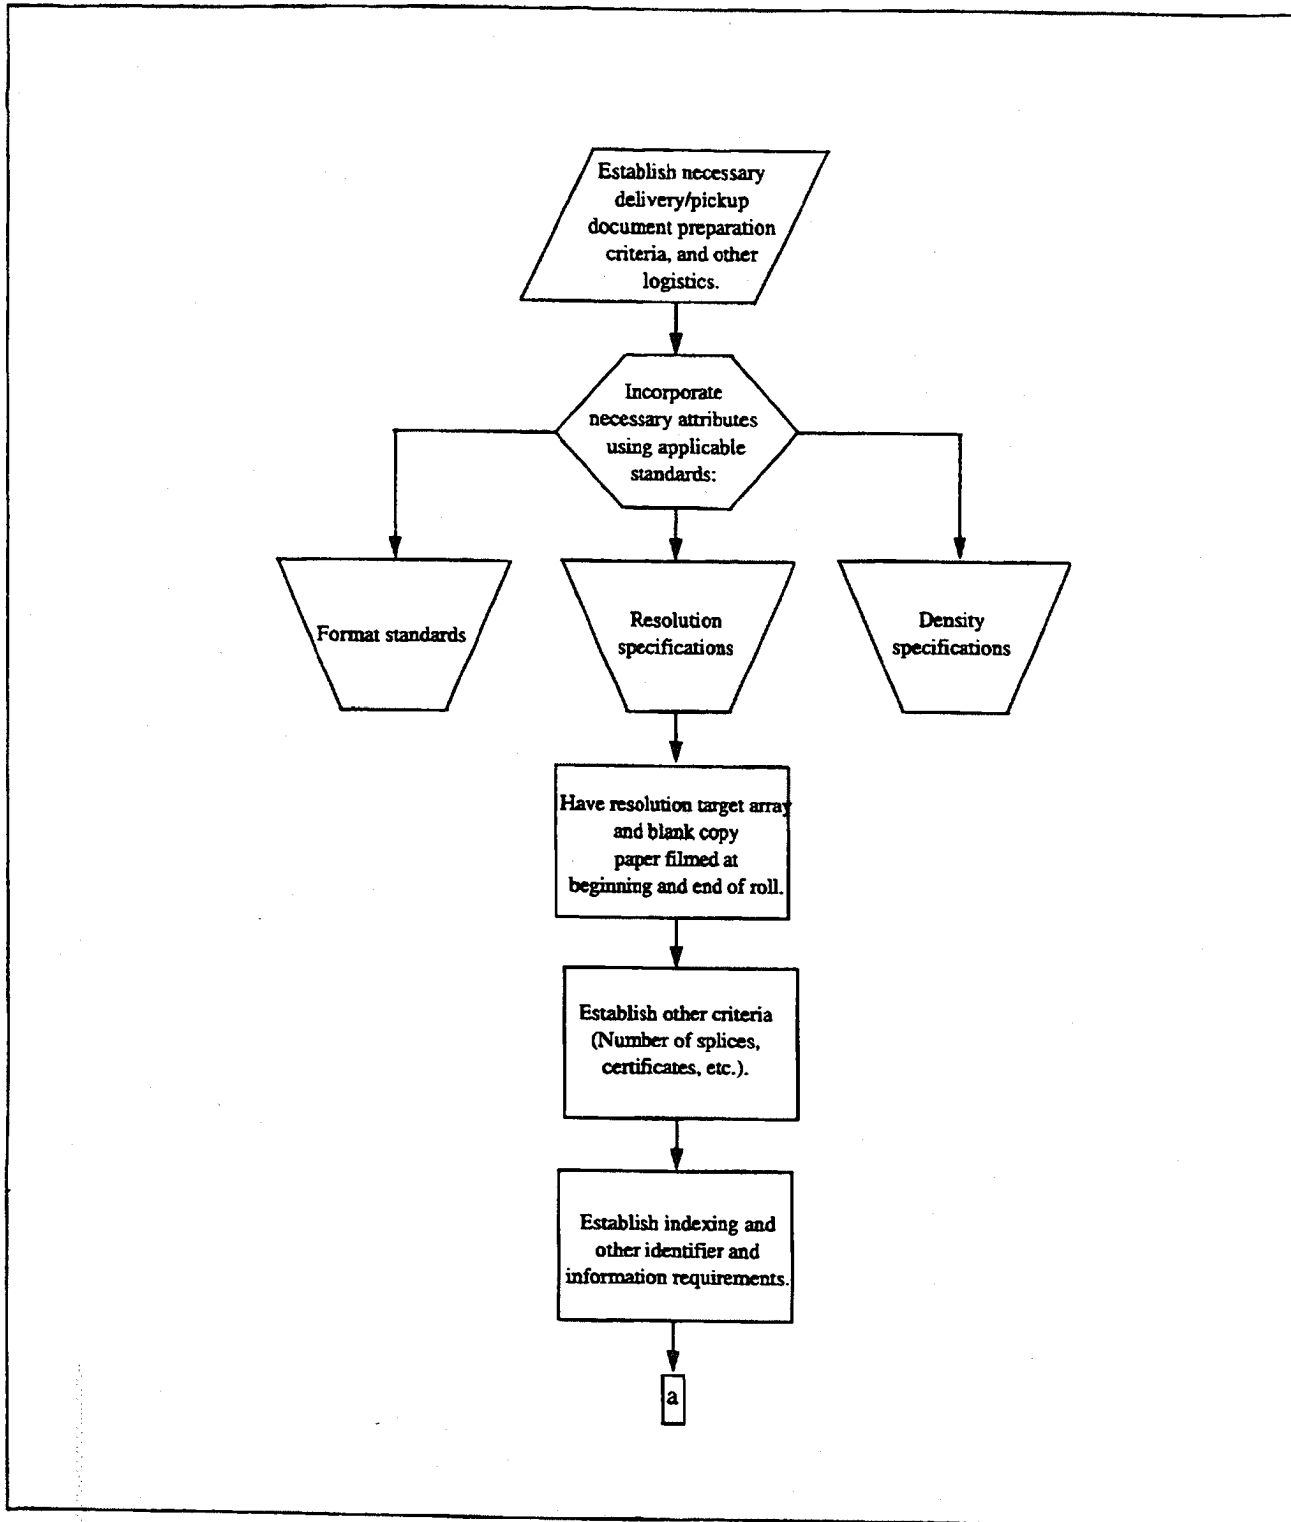 Establish necessary
delivery/pickup
document preparation
criteria, and other
logistics.
Incorporate
necessary attributes
using applicable
standards:
Format standards
Resolution
specifications
Density
specifications
Have resolution target array
and blank copy
paper filmed at
beginning and end of roll.
Establish other criteria
(Number of splices,
certificates, etc.).
Establish indexing and
other identifier and
information requirements.
a